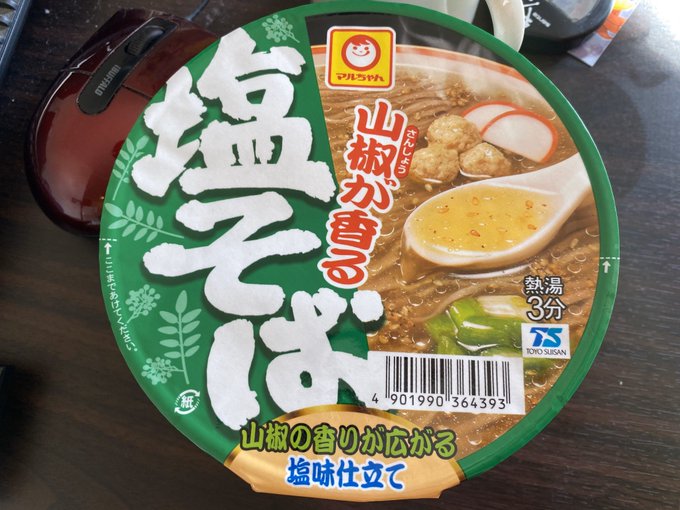 マルちゃん
山椒が香る
さんしょう
塩そば
熱湯
3分
TS
TOYO SUISAN
ここまであけてください
紙
4 901990 364393
山椒の香りが広がる
塩味仕立て
iBUFFALO